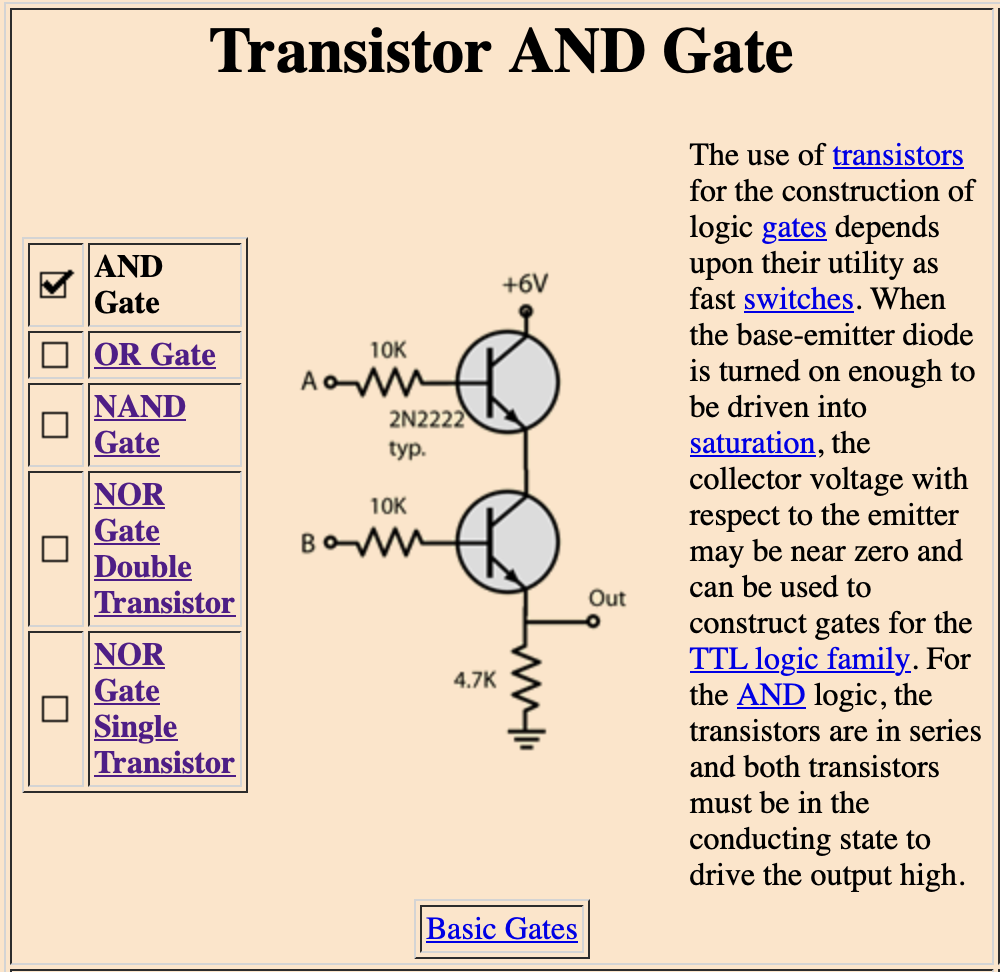 Transistor AND Gate
AND
Gate
OR Gate
NAND
Gate
NOR
Gate
Double
Transistor
NOR
Gate
Single
Transistor
+6V
10K
A
2N2222
typ.
10K
B
Out
4.7K
The use of transistors
for the construction of
logic gates depends
upon their utility as
fast switches. When
the base-emitter diode
is turned on enough to
be driven into
saturation, the
collector voltage with
respect to the emitter
may be near zero and
can be used to
construct gates for the
TTL logic family. For
the AND logic, the
transistors are in series
and both transistors
must be in the
conducting state to
drive the output high.
Basic Gates